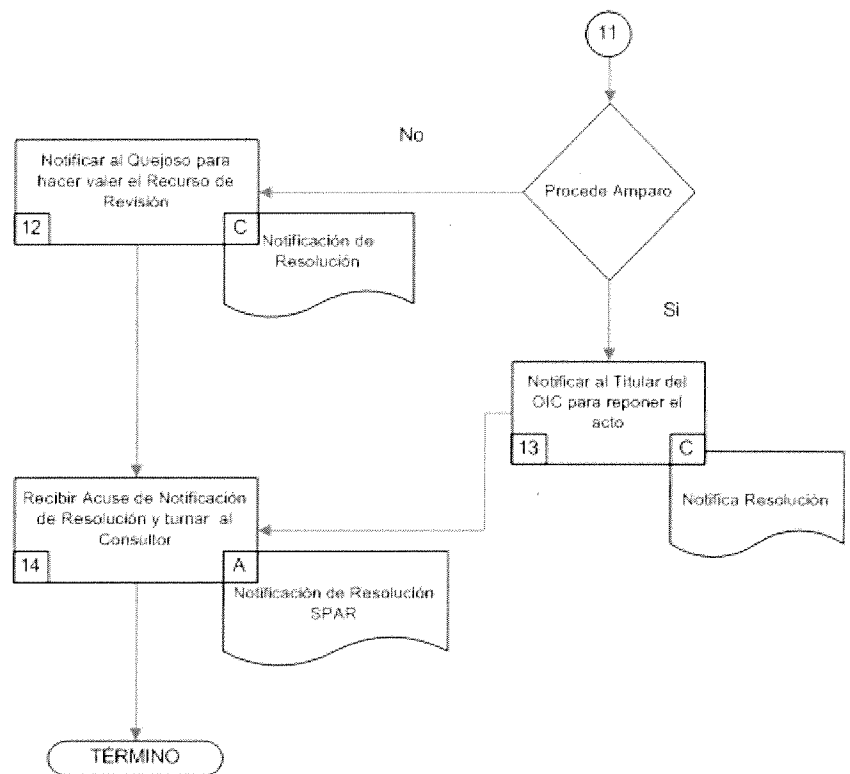 11
No
Procede Amparo
Notificar al Quejoso para
hacer valer el Recurso de
Revisión
12
C
Notificación de
Resolución
Si
Notificar al Titular del
OIC para reponer el
acto
13
C
Notifica Resolución
Recibir Acuse de Notificación
de Resolución y turnar al
Consultor
14
A
Notificación de Resolución
SPAR
TÉRMINO